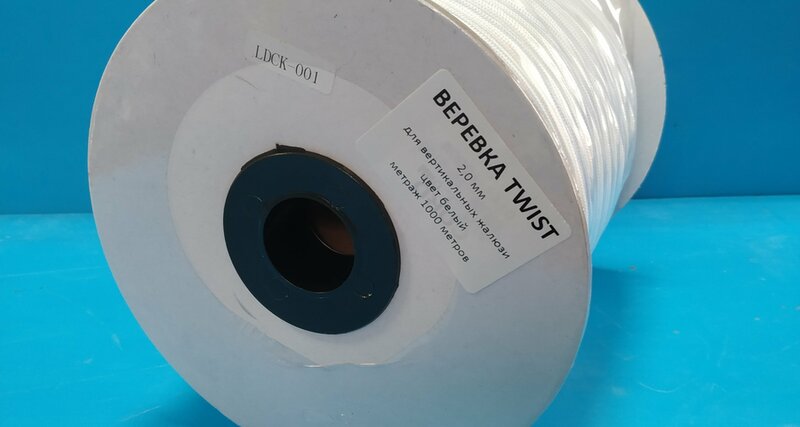 LDCK-001
ВЕРЕВКА TWIST
2,0 мм
для вертикальных жалюзи
цвет белый
метраж 1000 метров